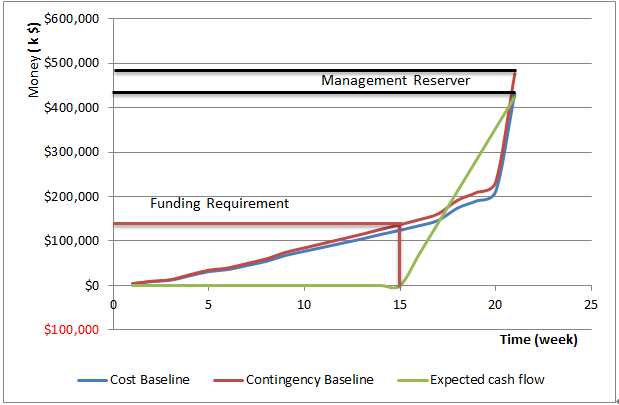 $600,000
$500,000
$400,000
$300,000
$200,000
$100,000
$0
$100,000
Money ( k $)
Management Reserver
Funding Requirement
0 5 10 15 20 25
Time (week)
Cost Baseline Contingency Baseline Expected cash flow